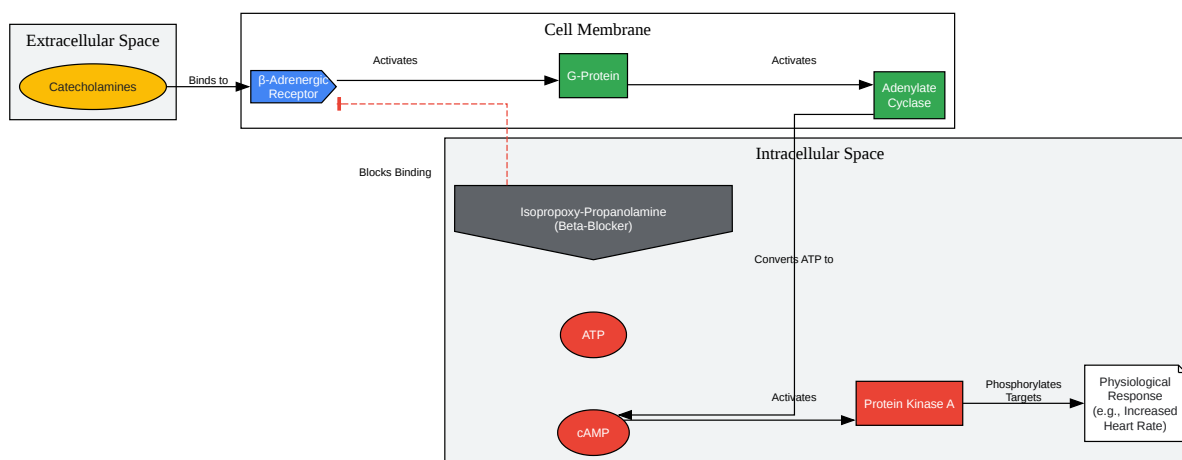 Extracellular Space
Catecholamines
Binds to
Cell Membrane
β-Adrenergic
Receptor
Activates
G-Protein
Activates
Adenylate
Cyclase
Intracellular Space
Blocks Binding
Isopropoxy-Propanolamine
(Beta-Blocker)
Converts ATP to
ATP
cAMP
Activates
Protein Kinase A
Phosphorylates
Targets
Physiological
Response
(e.g., Increased
Heart Rate)